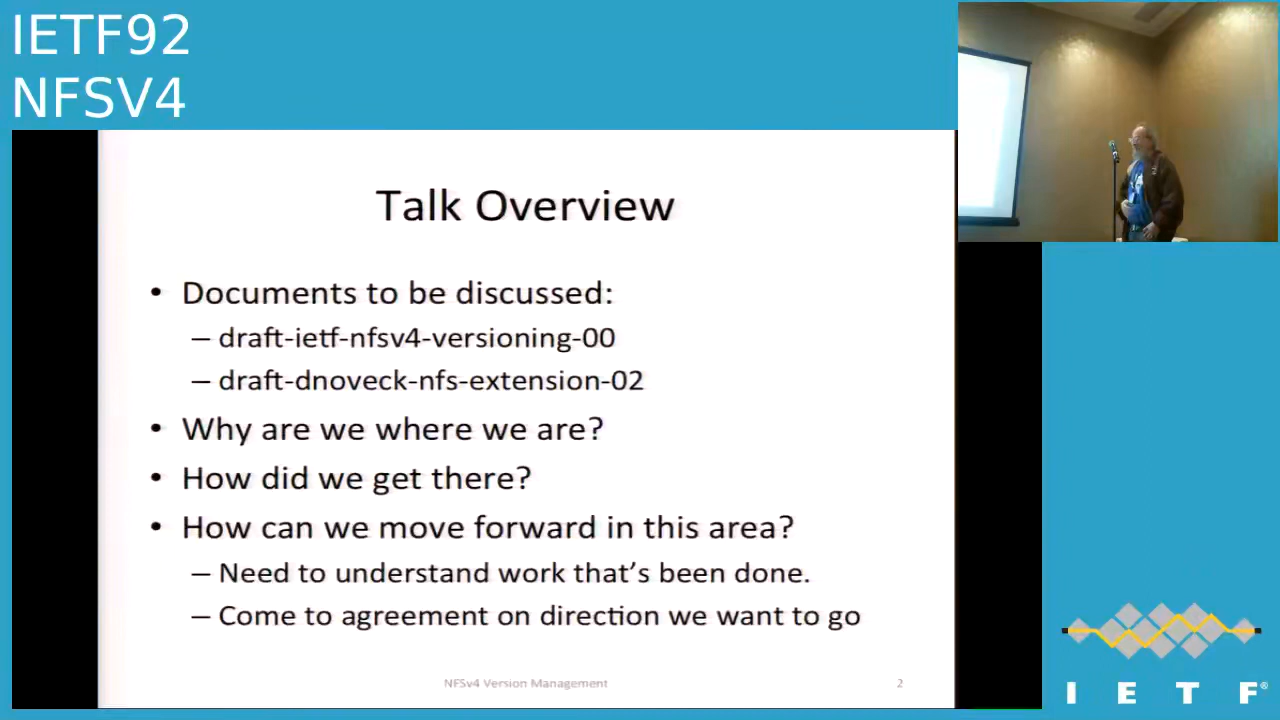 IETF92
NFSV4
Talk Overview
• Documents to be discussed:
– draft-ietf-nfsv4-versioning-00
– draft-dnoveck-nfs-extension-02
• Why are we where we are?
• How did we get there?
• How can we move forward in this area?
– Need to understand work that's been done.
– Come to agreement on direction we want to go
NFSv4 Version Management
2
I E T F®